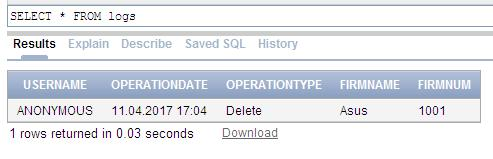 SELECT * FROM logs
Results Explain Describe Saved SQL History
USERNAME OPERATIONDATE OPERATIONTYPE FIRMNAME FIRMNUM
ANONYMOUS 11.04.2017 17:04 Delete Asus 1001
1 rows returned in 0.03 seconds Download